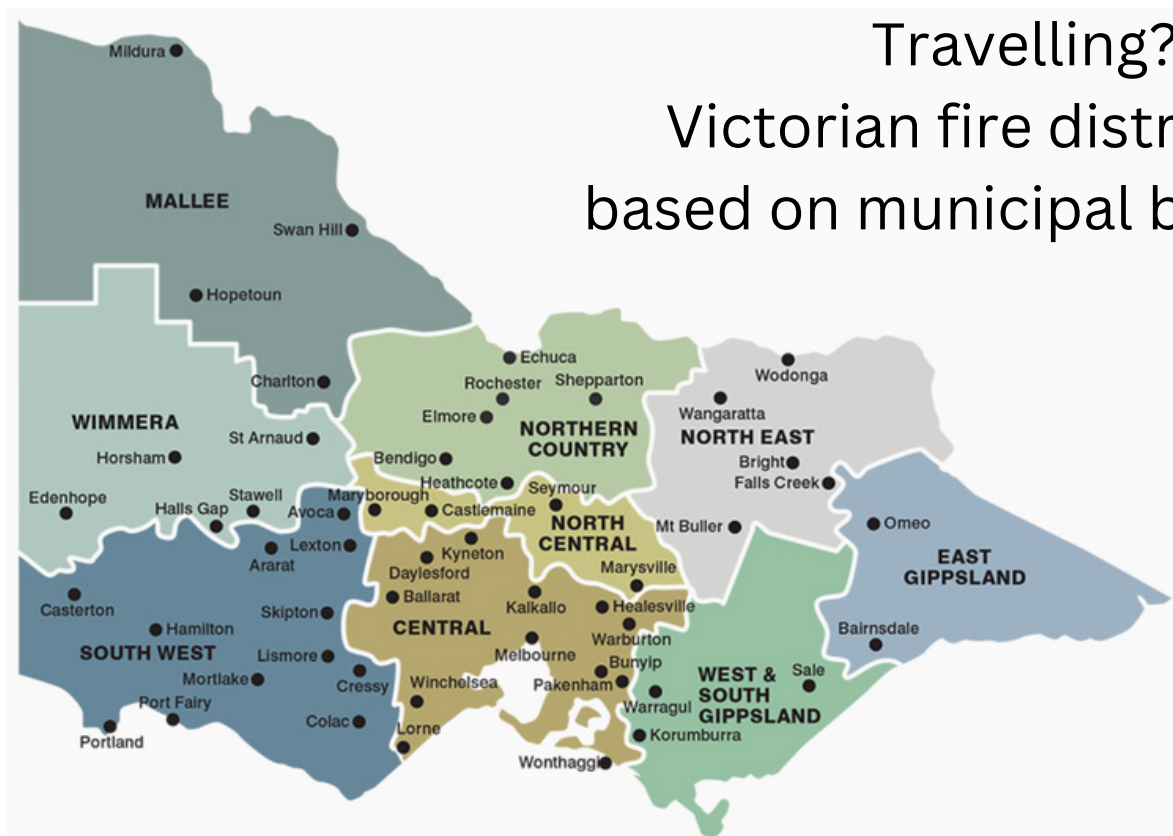 Travelling?
Victorian fire distr
based on municipal b
Mildura
MALLEE
Swan Hill
Hopetoun
Charlton
WIMMERA
St Arnaud
Horsham
Edenhope
Stawell
Halls Gap
Echuca
Rochester
Shepparton
Elmore
NORTHERN
COUNTRY
Bendigo
Heathcote
Wodonga
Wangaratta
NORTH EAST
Bright
Falls Creek
Mt Buller
Maryborough
Castlemaine
Seymour
NORTH
CENTRAL
Marysville
Omeo
EAST
GIPPSLAND
Bairnsdale
Avoca
Lexton
Ararat
Casterton
Skipton
Hamilton
SOUTH WEST
Lismore
Mortlake
Cressy
Port Fairy
Colac
Portland
Kyneton
Daylesford
Ballarat
Kalkallo
Healesville
CENTRAL
Warburton
Melbourne
Bunyip
Pakenham
Winchelsea
Lorne
Wonthaggi
WEST &
SOUTH
GIPPSLAND
Sale
Warragul
Korumburra